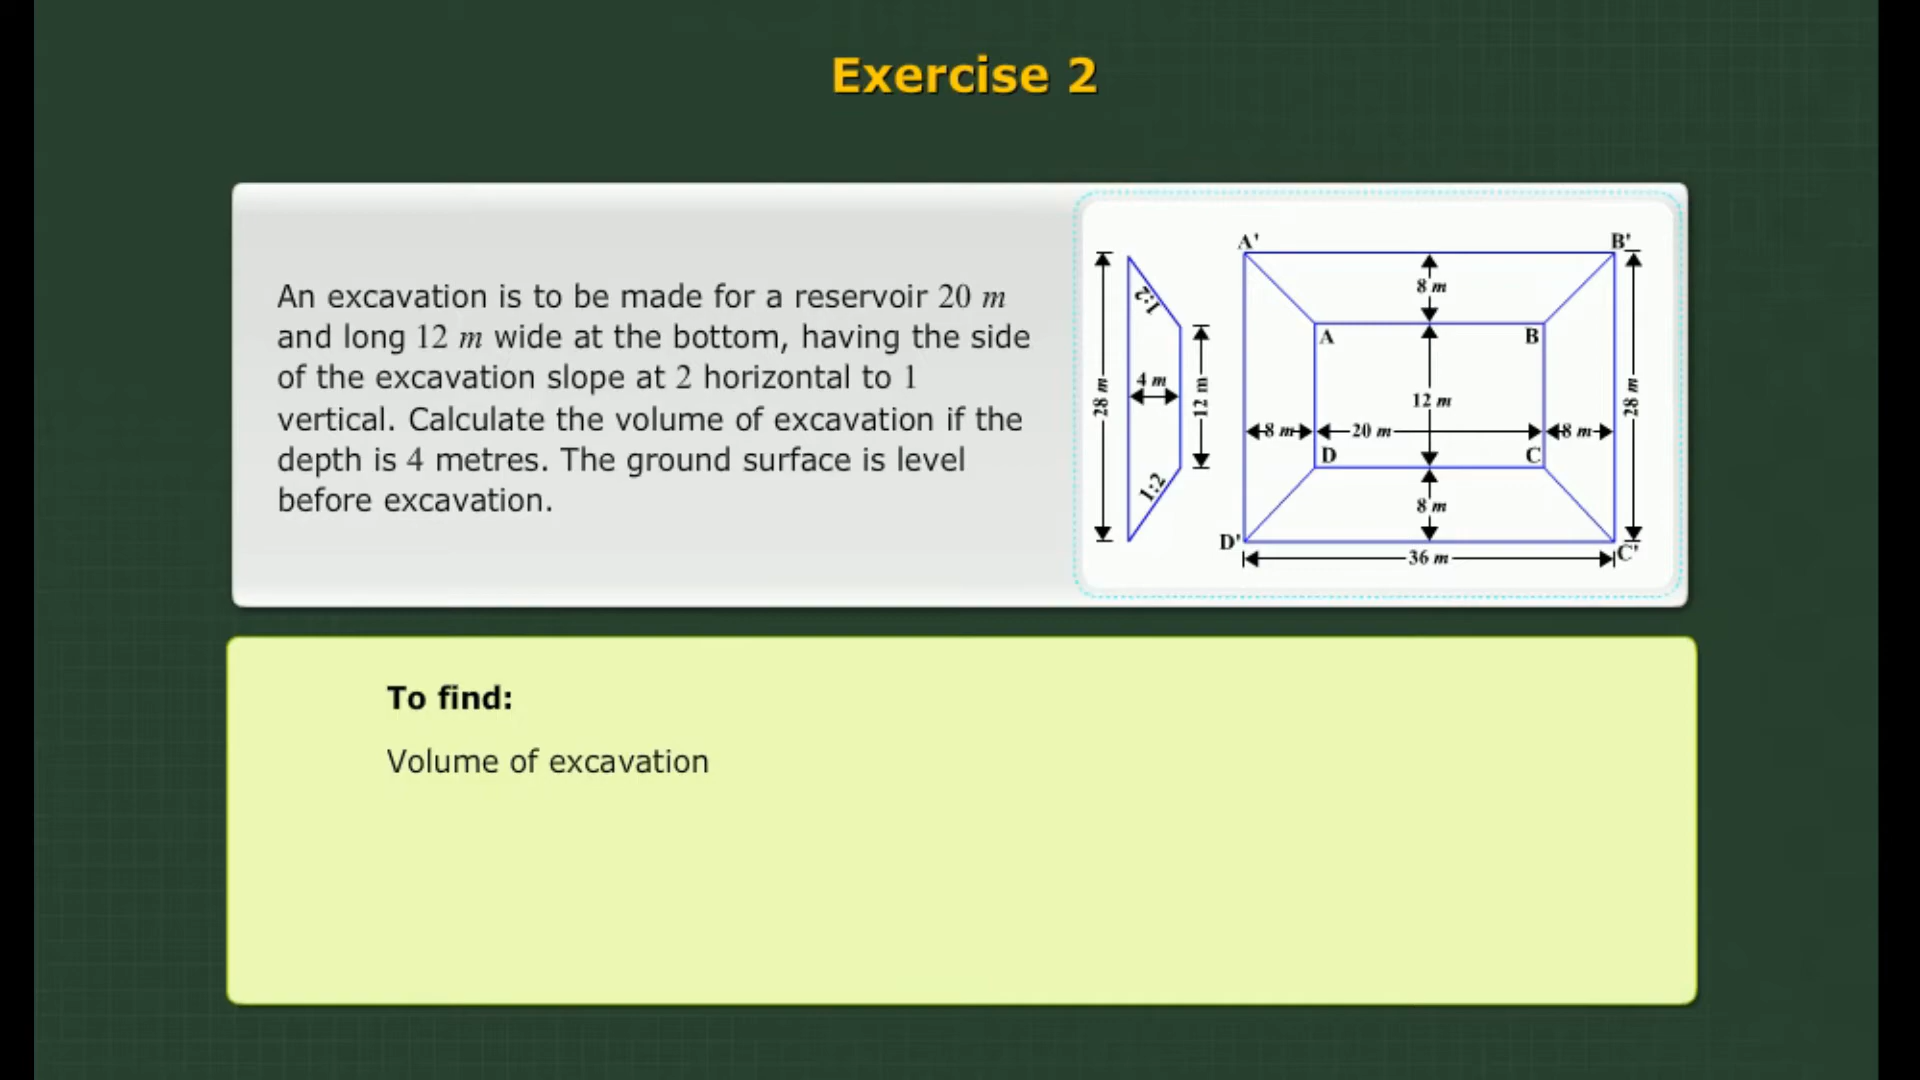 Exercise 2
An excavation is to be made for a reservoir 20 m
and long 12 m wide at the bottom, having the side
of the excavation slope at 2 horizontal to 1
vertical. Calculate the volume of excavation if the
depth is 4 metres. The ground surface is level
before excavation.
28 m
1:2
4 m
1:2
12 m
A'
B'
8 m
A
B
12 m
8 m
20 m
8 m
D
C
8 m
D'
C'
36 m
28 m
To find:
Volume of excavation